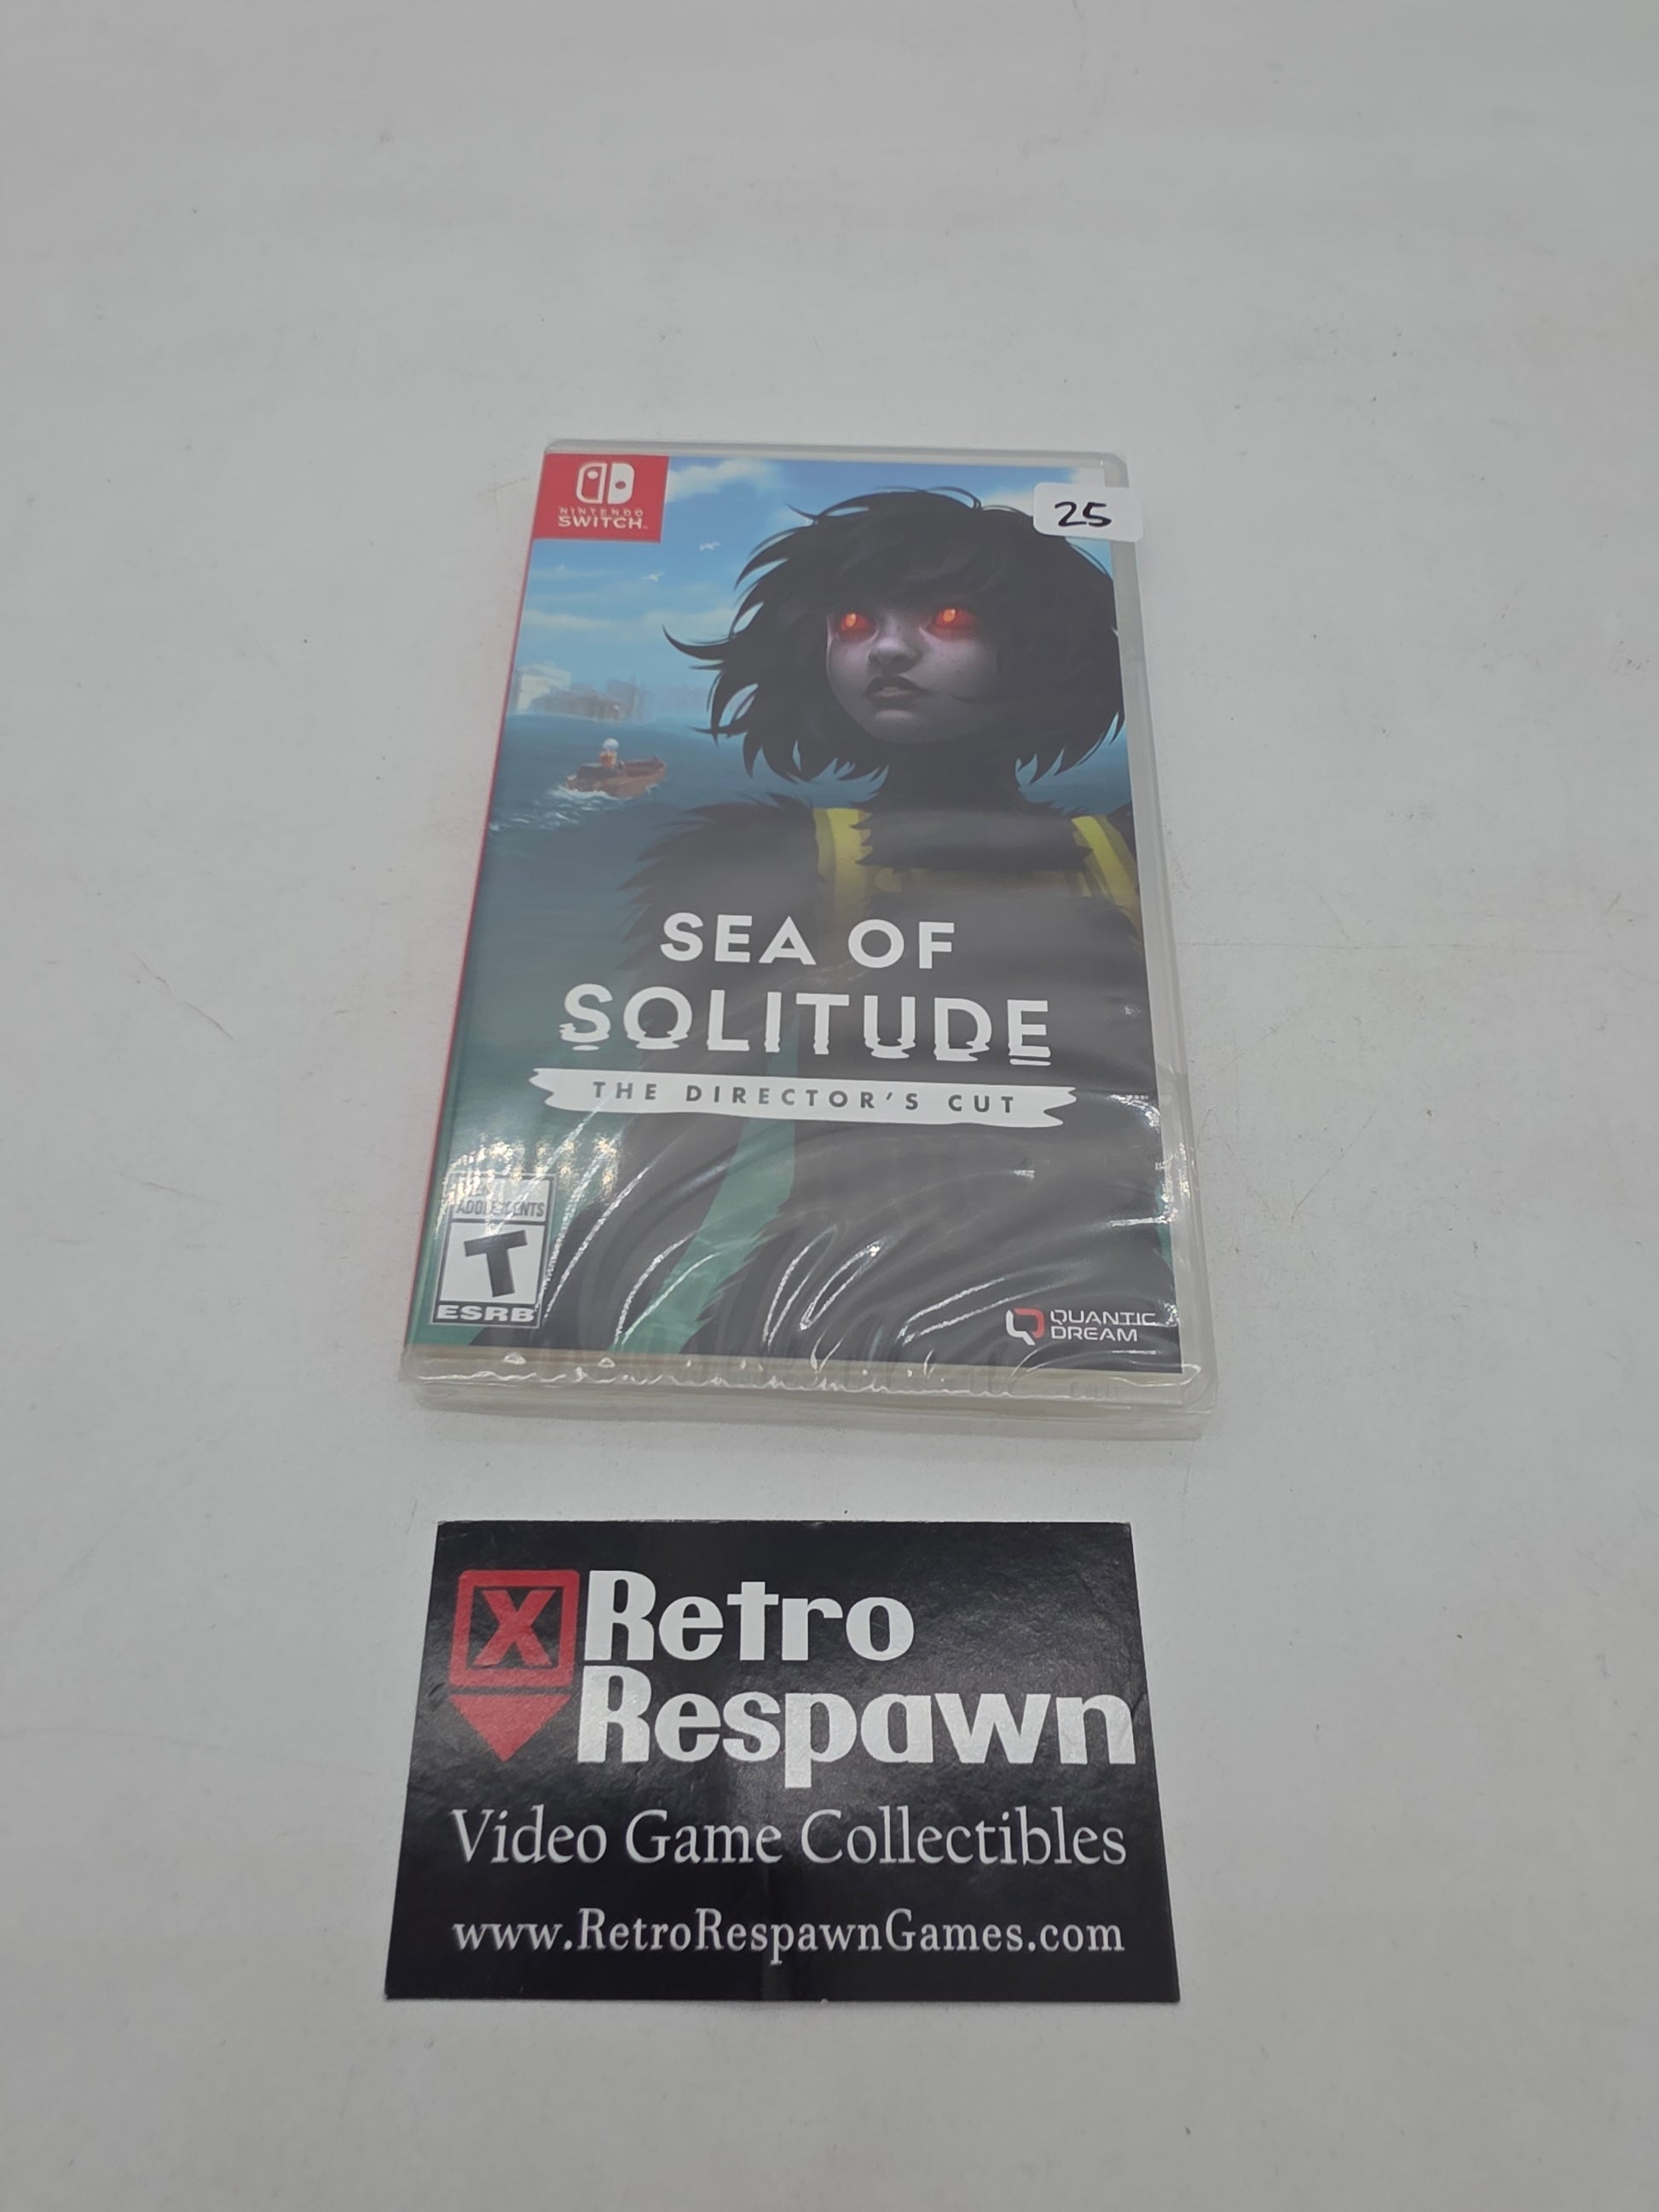 NINTENDO
SWITCH
25
SEA OF
SOLITUDE
THE DIRECTOR'S CUT
T
ESRB
QUANTIC
DREAM
X Retro
Respawn
Video Game Collectibles
www.RetroRespawnGames.com